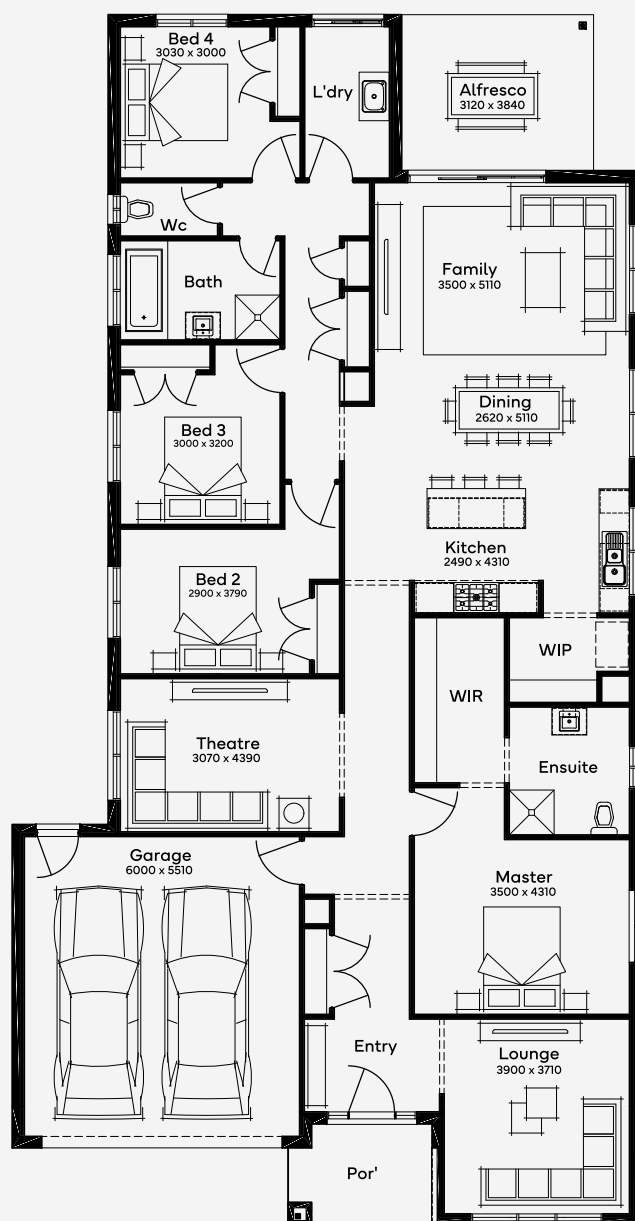 Bed 4
3030 x 3000
L'dry
Alfresco
3120 x 3840
Wc
Bath
Family
3500 x 5110
Bed 3
3000 x 3200
Dining
2620 x 5110
Kitchen
2490 x 4310
Bed 2
2900 x 3790
WIP
WIR
Theatre
3070 x 4390
Ensuite
Garage
6000 x 5510
Master
3500 x 4310
Entry
Lounge
3900 x 3710
Por'